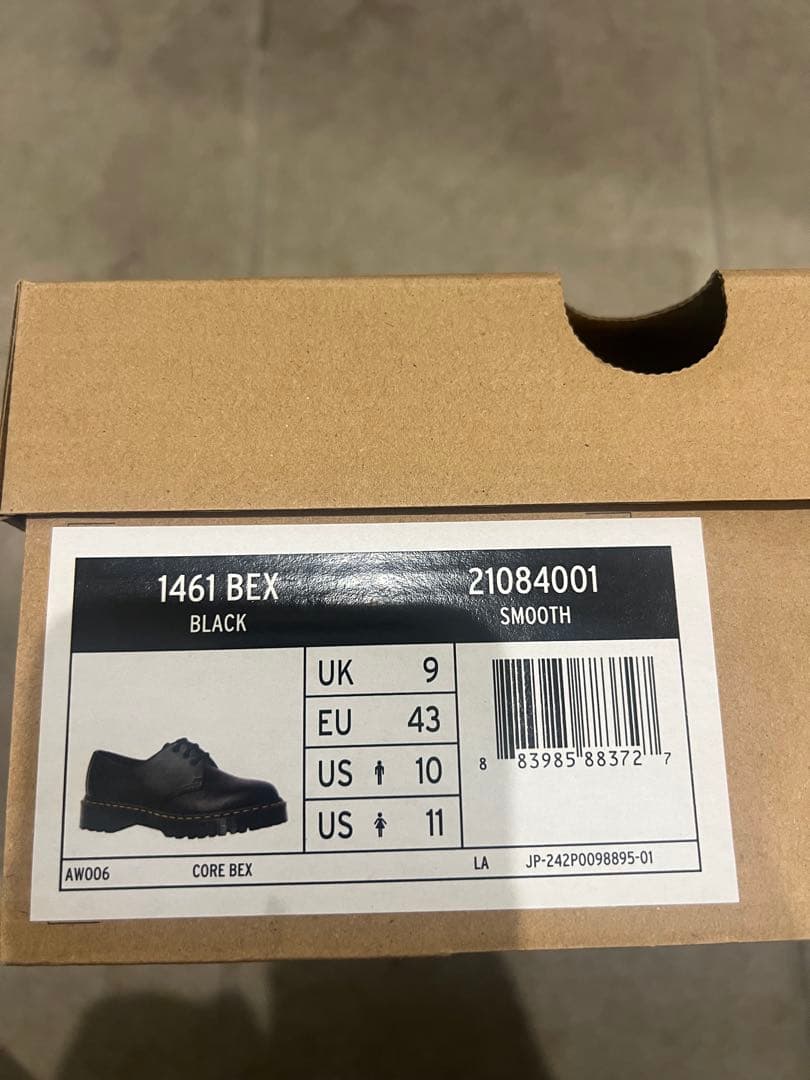 1461 BEX 21084001
BLACK SMOOTH
UK 9
EU 43
US 10
US 11
8 83985 88372 7
AW006 CORE BEX LA JP-242P0098895-01